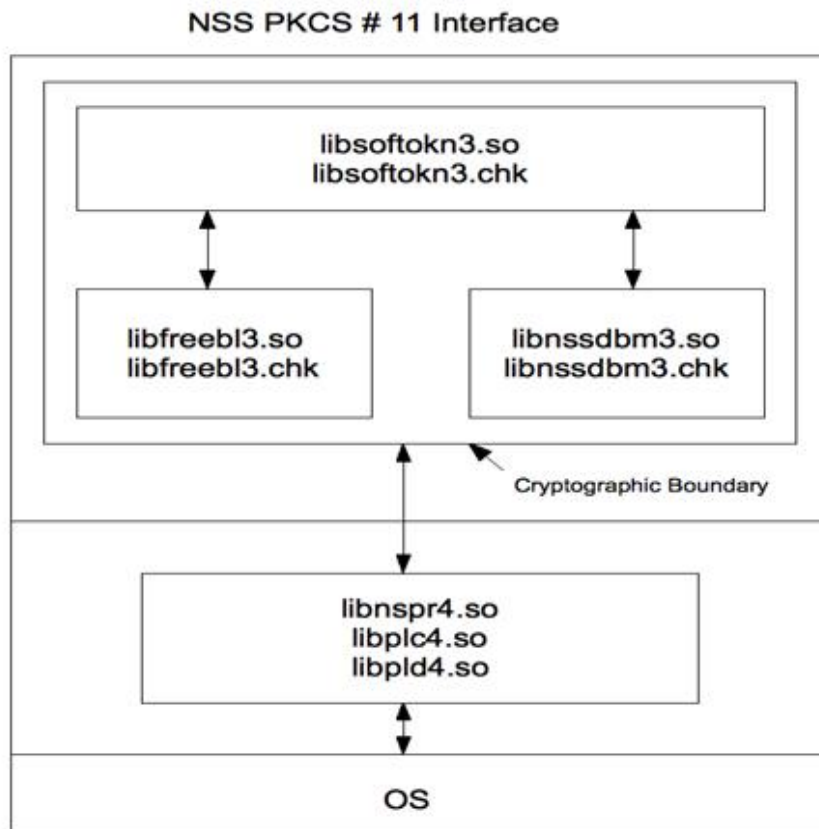 NSS PKCS # 11 Interface
libsoftokn3.so
libsoftokn3.chk
libfreebl3.so
libfreebl3.chk
libnssdbm3.so
libnssdbm3.chk
Cryptographic Boundary
libnspr4.so
libplc4.so
libpld4.so
OS